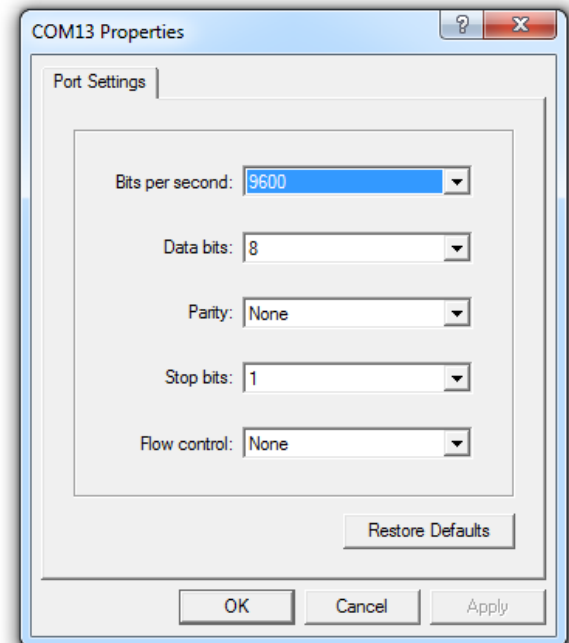 COM13 Properties
?
Port Settings
Bits per second: 9600
Data bits: 8
Parity: None
Stop bits: 1
Flow control: None
Restore Defaults
OK Cancel Apply